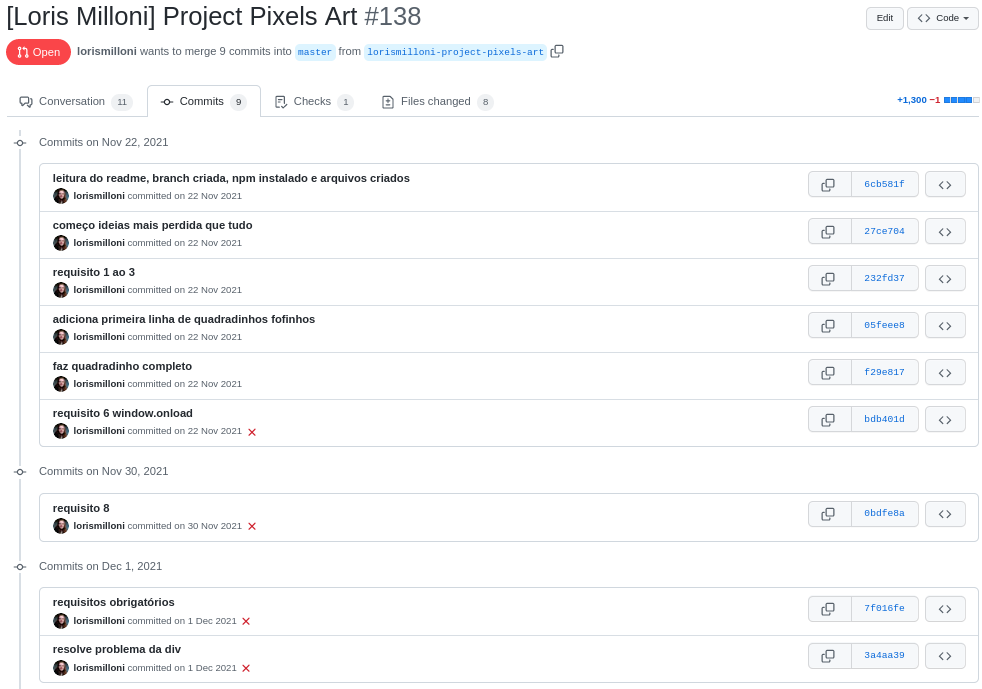 [Loris Milloni] Project Pixels Art #138
Edit
Code
Open
lorismilloni wants to merge 9 commits into master from lorismilloni-project-pixels-art
Conversation 11
Commits 9
Checks 1
Files changed 8
+1,300 −1
Commits on Nov 22, 2021
leitura do readme, branch criada, npm instalado e arquivos criados
lorismilloni committed on 22 Nov 2021
6cb581f
começo ideias mais perdida que tudo
lorismilloni committed on 22 Nov 2021
27ce704
requisito 1 ao 3
lorismilloni committed on 22 Nov 2021
232fd37
adiciona primeira linha de quadradinhos fofinhos
lorismilloni committed on 22 Nov 2021
05feee8
faz quadradinho completo
lorismilloni committed on 22 Nov 2021
f29e817
requisito 6 window.onload
lorismilloni committed on 22 Nov 2021
bdb401d
Commits on Nov 30, 2021
requisito 8
lorismilloni committed on 30 Nov 2021
0bdfe8a
Commits on Dec 1, 2021
requisitos obrigatórios
lorismilloni committed on 1 Dec 2021
7f016fe
resolve problema da div
lorismilloni committed on 1 Dec 2021
3a4aa39